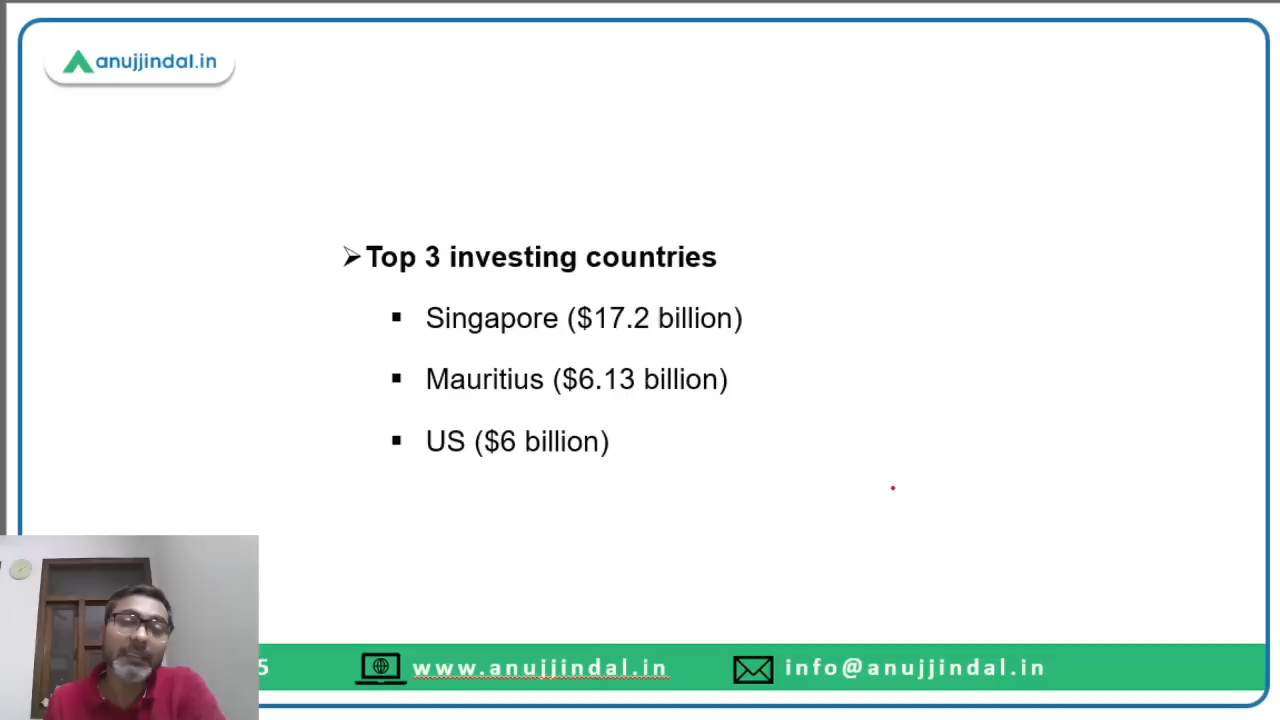 anujjindal.in
Top 3 investing countries
Singapore ($17.2 billion)
Mauritius ($6.13 billion)
US ($6 billion)
5
www.anujjindal.in
info@anujjindal.in